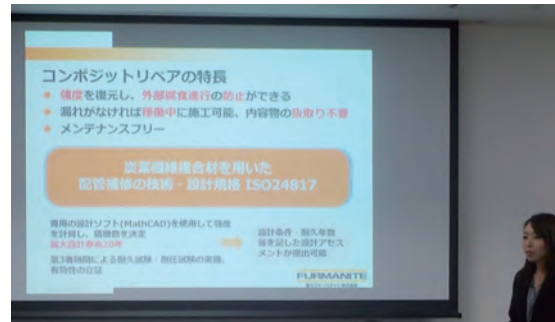 コンポジットリペアの特長
強度を復元し、外部腐食進行の防止ができる
漏れがなければ稼働中に施工可能、内容物の抜取り不要
メンテナンスフリー
炭素繊維複合材を用いた
配管補修の技術・設計規格 ISO24817
専用の設計ソフト(MathCAD)を使用して強度
を計算し、積層数を決定
最大設計寿命20年
第3者機関による耐久試験・耐圧試験の実施、
有効性の立証
設計条件・耐久年数
等を記した設計アセス
メントが提出可能
FURMANITE